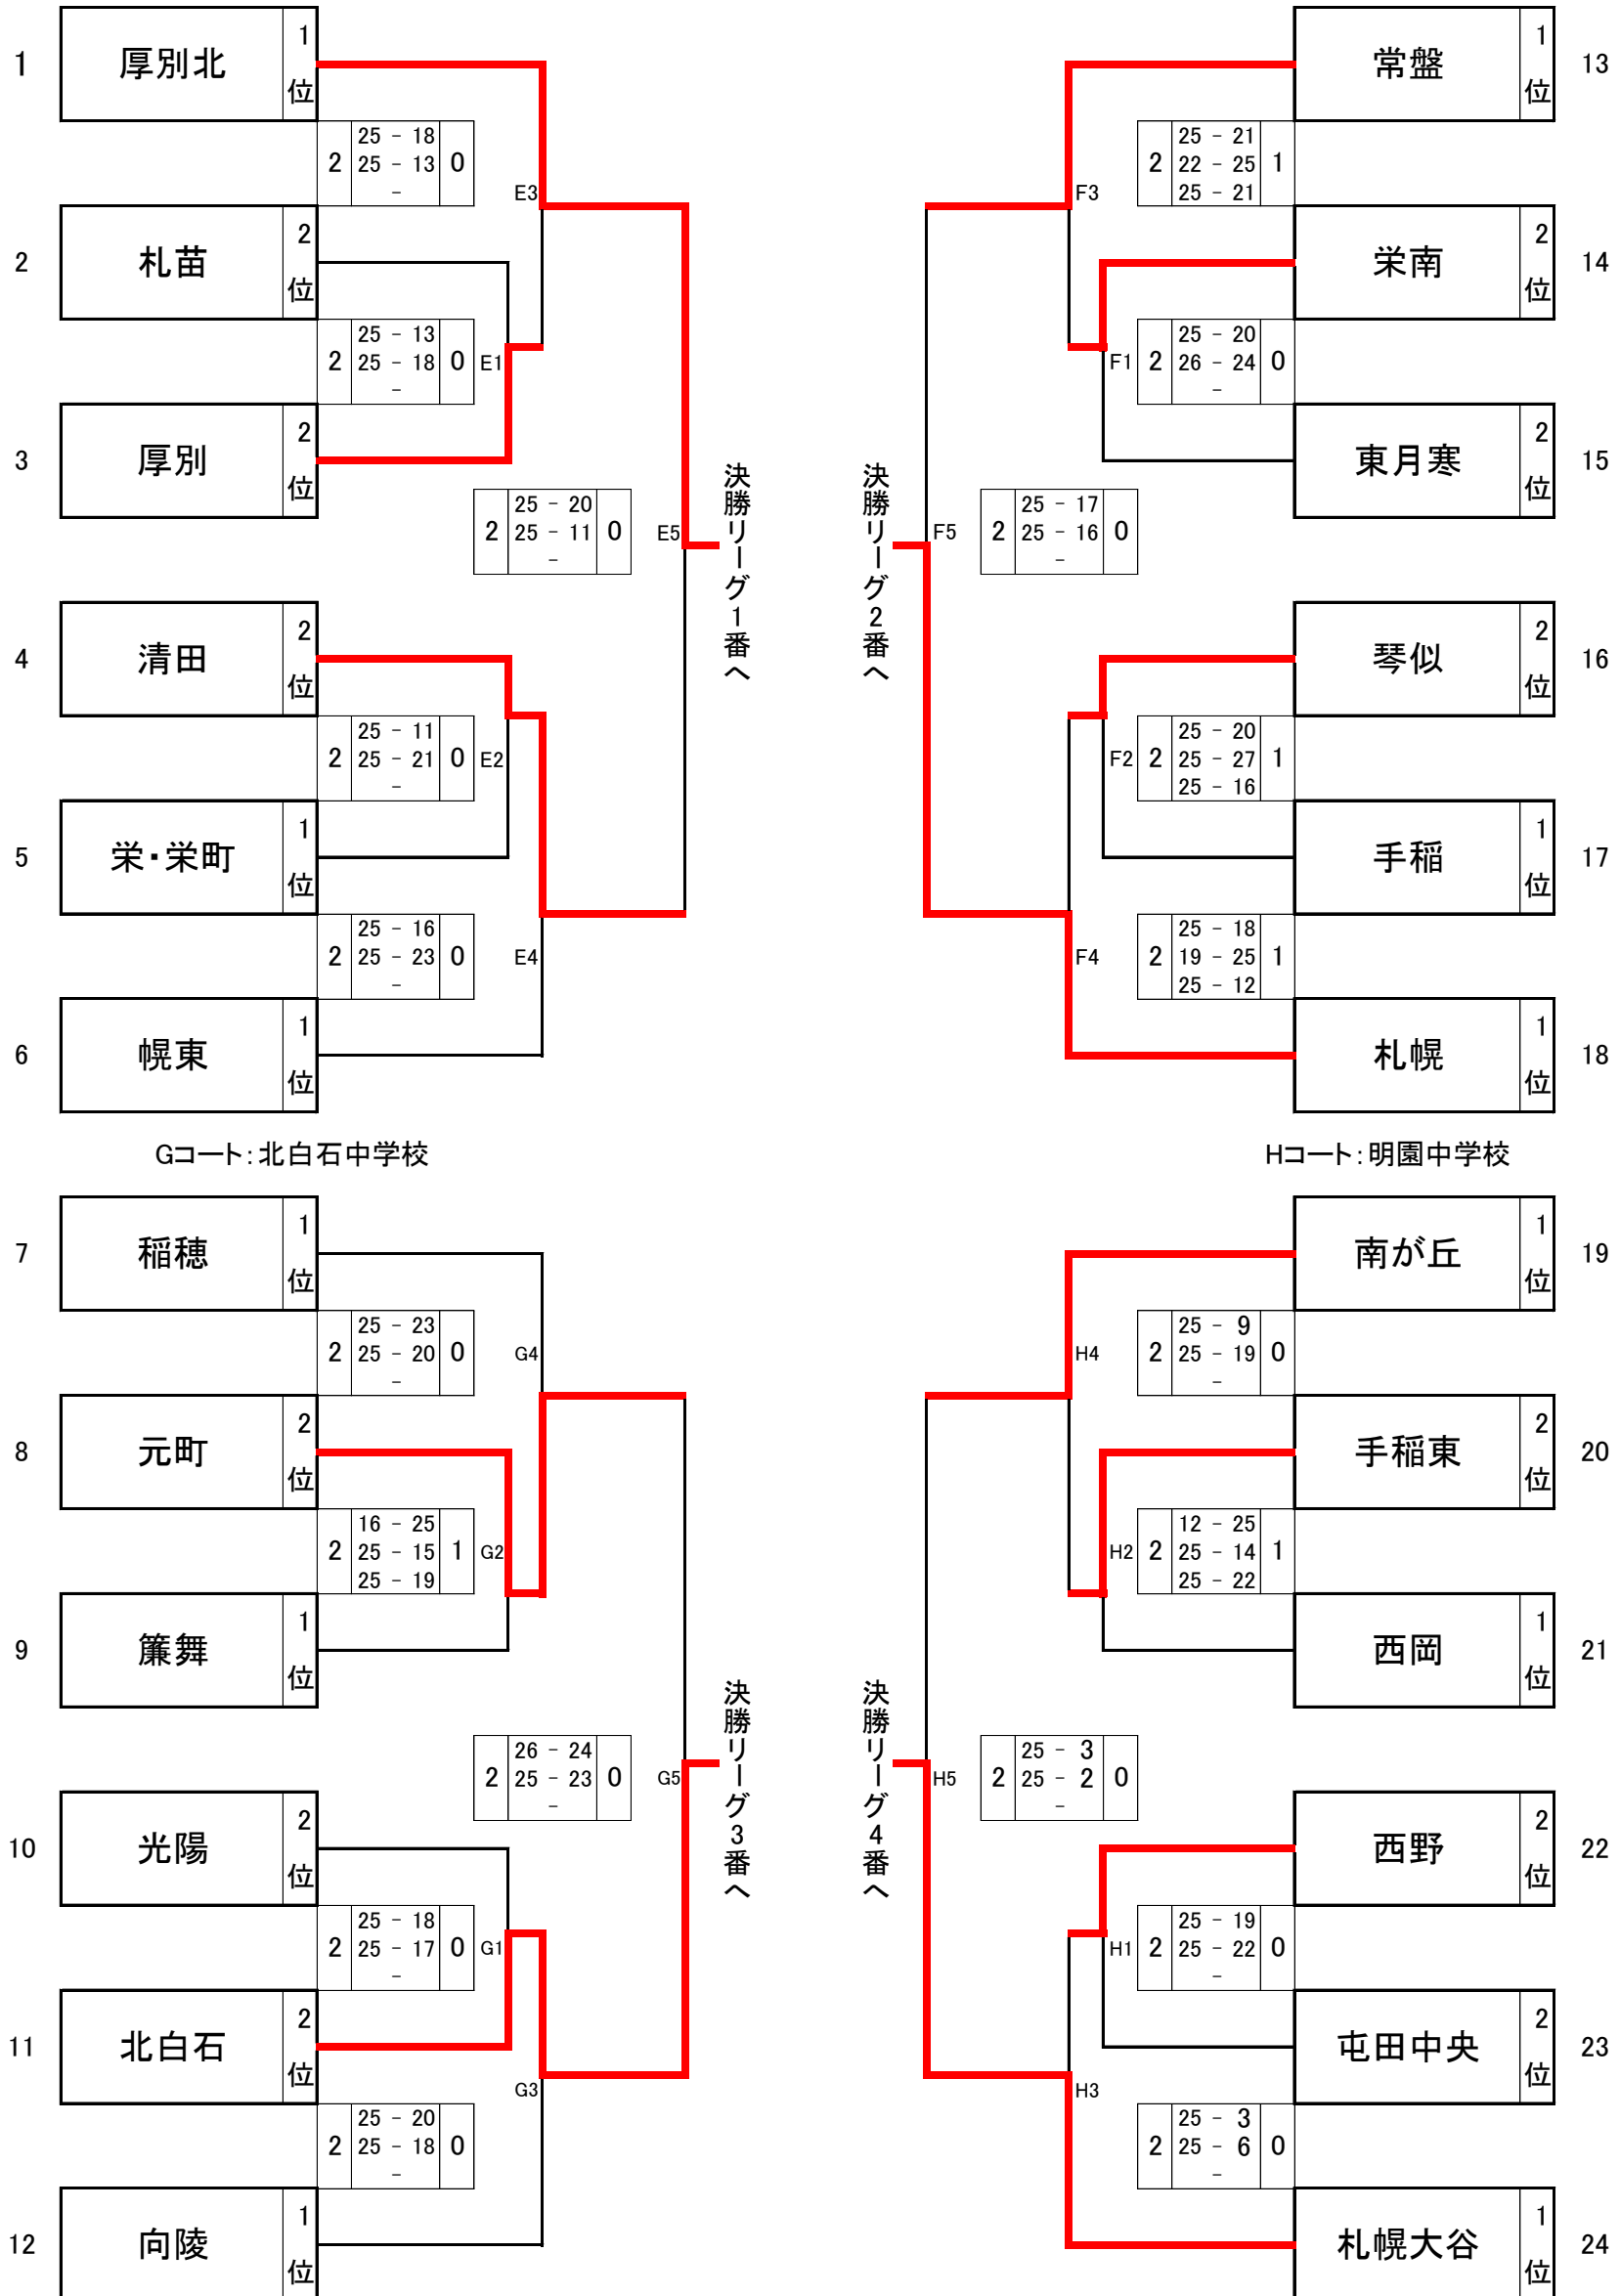 1 厚別北 1位
25 - 18
2 25 - 13 0
-
E3
2 札苗 2位
25 - 13
2 25 - 18 0 E1
-
3 厚別 2位
25 - 20
2 25 - 11 0 E5
-
決勝リーグ1番へ
4 清田 2位
25 - 11
2 25 - 21 0 E2
-
5 栄・栄町 1位
25 - 16
2 25 - 23 0 E4
-
6 幌東 1位
常盤 1位 13
25 - 21
2 22 - 25 1
25 - 21
F3
栄南 2位 14
25 - 20
F1 2 26 - 24 0
-
東月寒 2位 15
決勝リーグ2番へ
25 - 17
F5 2 25 - 16 0
-
琴似 2位 16
25 - 20
F2 2 25 - 27 1
25 - 16
手稲 1位 17
25 - 18
F4 2 19 - 25 1
25 - 12
札幌 1位 18
Gコート:北白石中学校
7 稲穂 1位
25 - 23
2 25 - 20 0 G4
-
8 元町 2位
16 - 25
2 25 - 15 1 G2
25 - 19
9 簾舞 1位
26 - 24
2 25 - 23 0 G5
-
決勝リーグ3番へ
10 光陽 2位
25 - 18
2 25 - 17 0 G1
-
11 北白石 2位
G3
25 - 20
2 25 - 18 0
-
12 向陵 1位
Hコート:明園中学校
南が丘 1位 19
25 - 9
H4 2 25 - 19 0
-
手稲東 2位 20
12 - 25
H2 2 25 - 14 1
25 - 22
西岡 1位 21
決勝リーグ4番へ
25 - 3
H5 2 25 - 2 0
-
西野 2位 22
25 - 19
H1 2 25 - 22 0
-
屯田中央 2位 23
H3
25 - 3
2 25 - 6 0
-
札幌大谷 1位 24